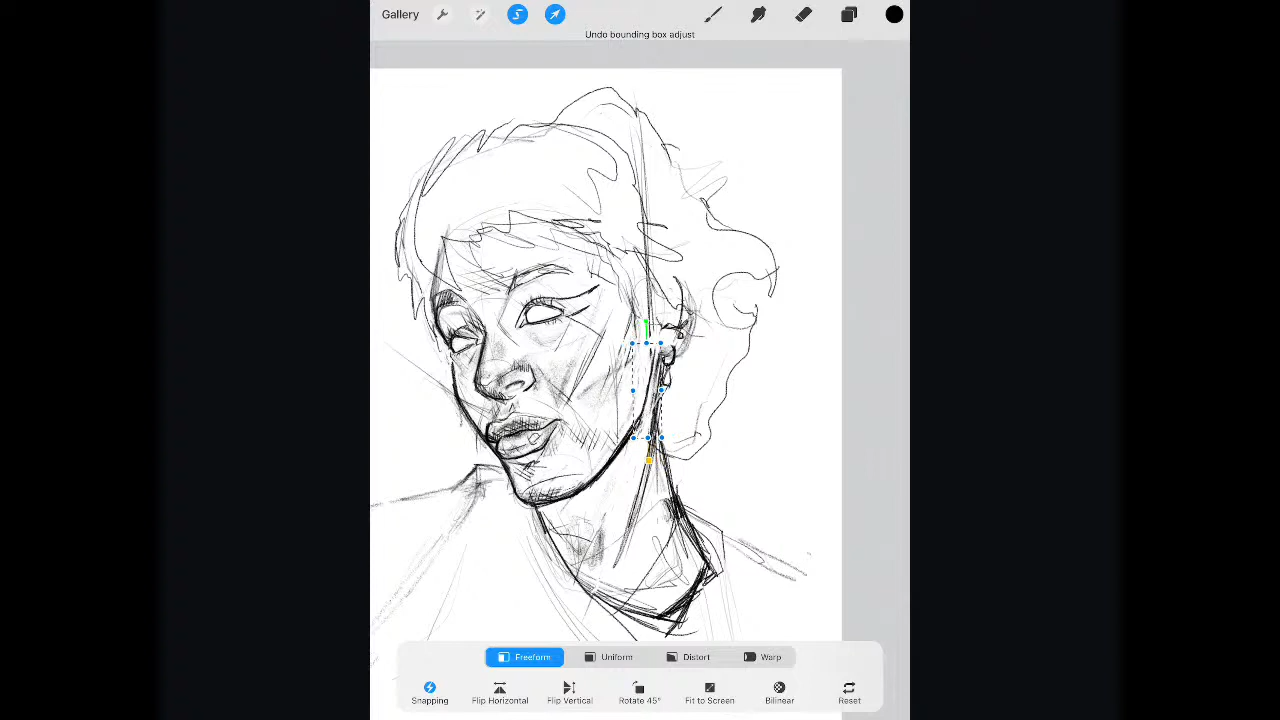 Gallery
Undo bounding box adjust
Freeform Uniform Distort Warp
Snapping Flip Horizontal Flip Vertical Rotate 45° Fit to Screen Bilinear Reset